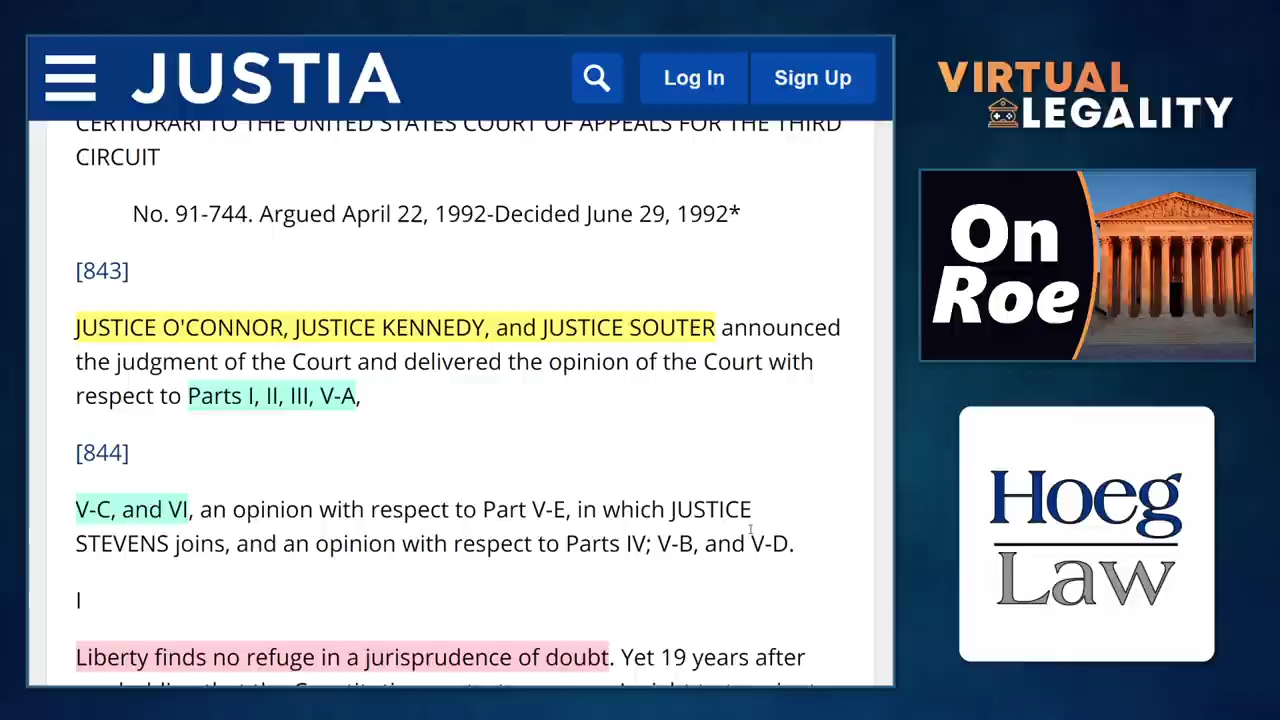 JUSTIA
Log In
Sign Up
CERTIORARI TO THE UNITED STATES COURT OF APPEALS FOR THE THIRD
CIRCUIT
No. 91-744. Argued April 22, 1992-Decided June 29, 1992*
[843]
JUSTICE O'CONNOR, JUSTICE KENNEDY, and JUSTICE SOUTER announced
the judgment of the Court and delivered the opinion of the Court with
respect to Parts I, II, III, V-A,
[844]
V-C, and VI, an opinion with respect to Part V-E, in which JUSTICE
STEVENS joins, and an opinion with respect to Parts IV; V-B, and V-D.
I
Liberty finds no refuge in a jurisprudence of doubt. Yet 19 years after
VIRTUAL
LEGALITY
On
Roe
Hoeg
Law